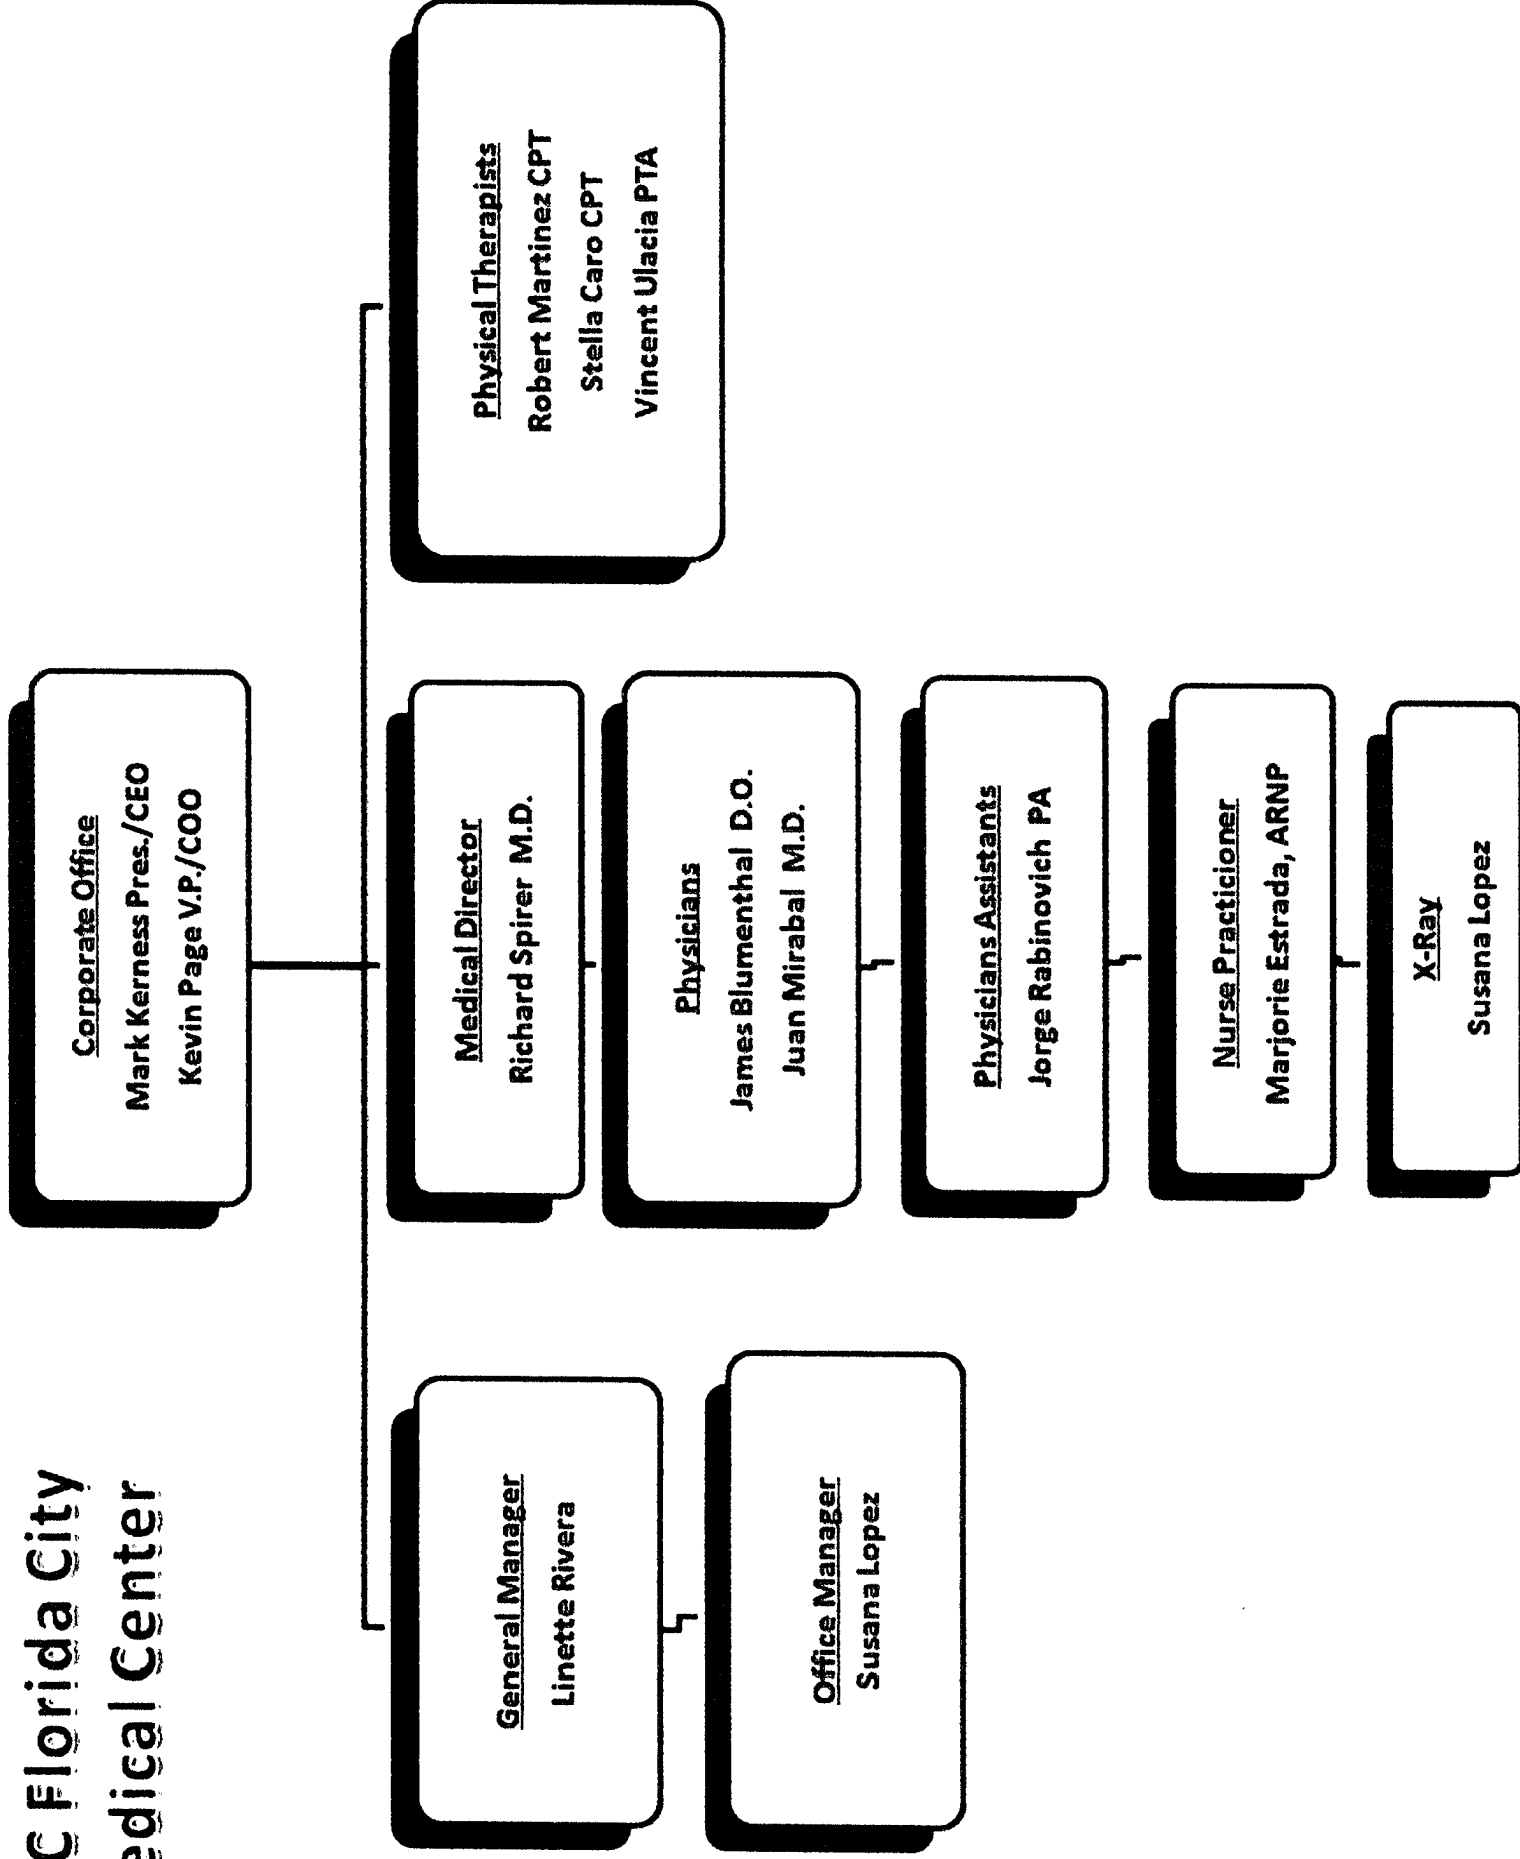 C Florida City
edical Center
Corporate Office
Mark Kerness Pres./CEO
Kevin Page V.P./COO
General Manager
Linette Rivera
Office Manager
Susana Lopez
Medical Director
Richard Spirer M.D.
Physicians
James Blumenthal D.O.
Juan Mirabal M.D.
Physicians Assistants
Jorge Rabinovich PA
Nurse Practicioner
Marjorie Estrada, ARNP
X-Ray
Susana Lopez
Physical Therapists
Robert Martinez CPT
Stella Caro CPT
Vincent Ulacia PTA